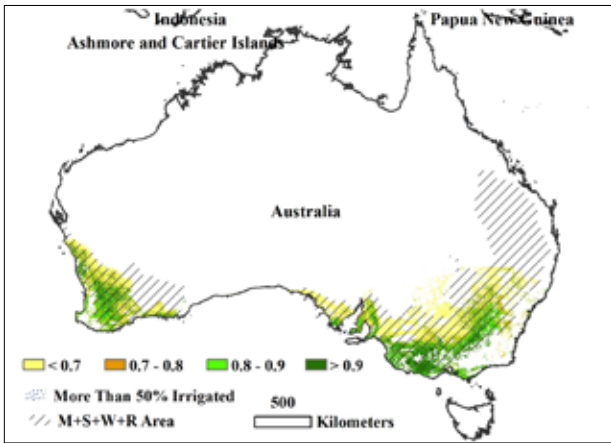 Indonesia
Papua New Guinea
Ashmore and Cartier Islands
Australia
< 0.7
0.7 - 0.8
0.8 - 0.9
> 0.9
More Than 50% Irrigated
500
M+S+W+R Area
Kilometers